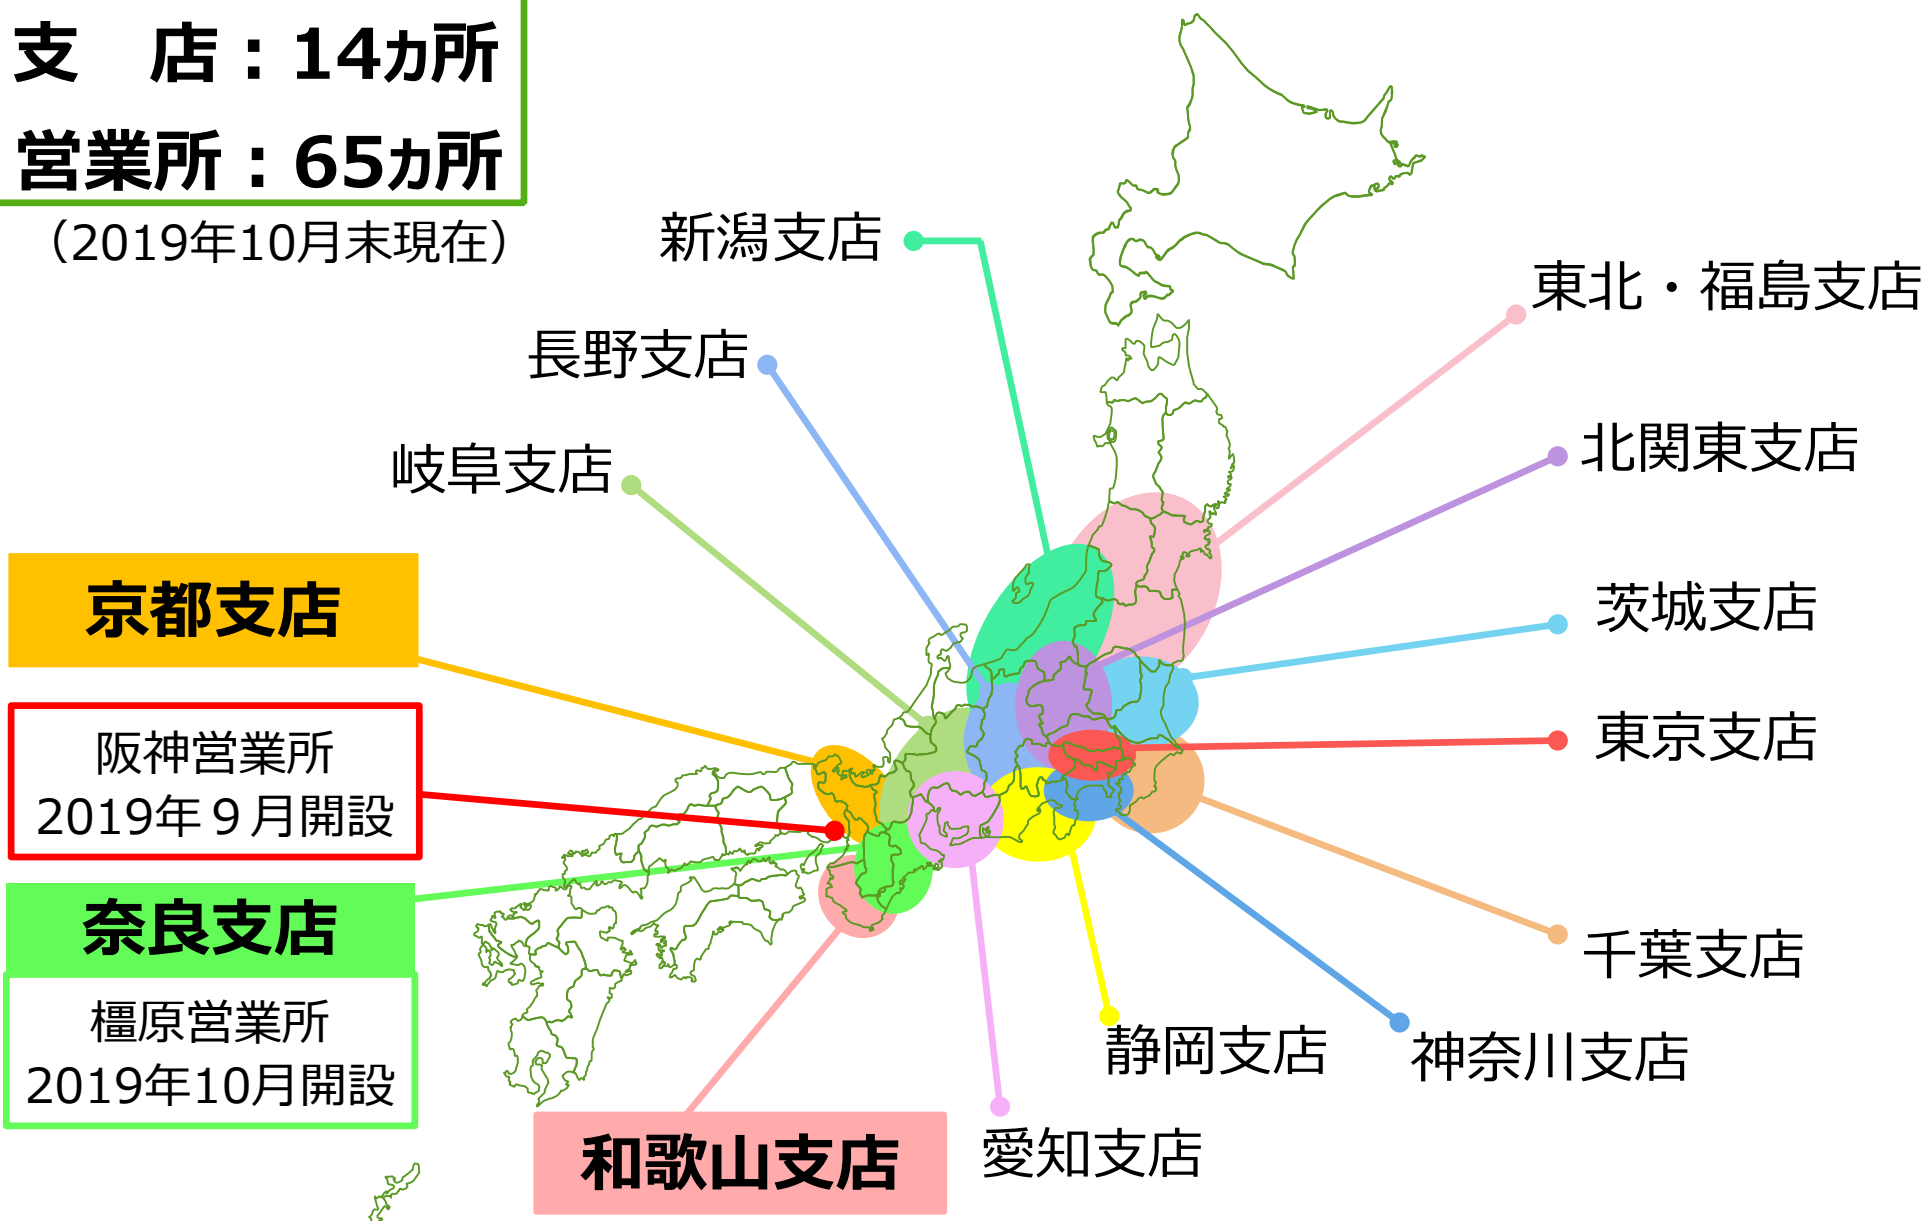 支　店：14ヵ所
営業所：65ヵ所
（2019年10月末現在）
新潟支店
東北・福島支店
長野支店
北関東支店
岐阜支店
京都支店
茨城支店
阪神営業所
2019年９月開設
東京支店
奈良支店
千葉支店
橿原営業所
2019年10月開設
静岡支店
神奈川支店
和歌山支店
愛知支店